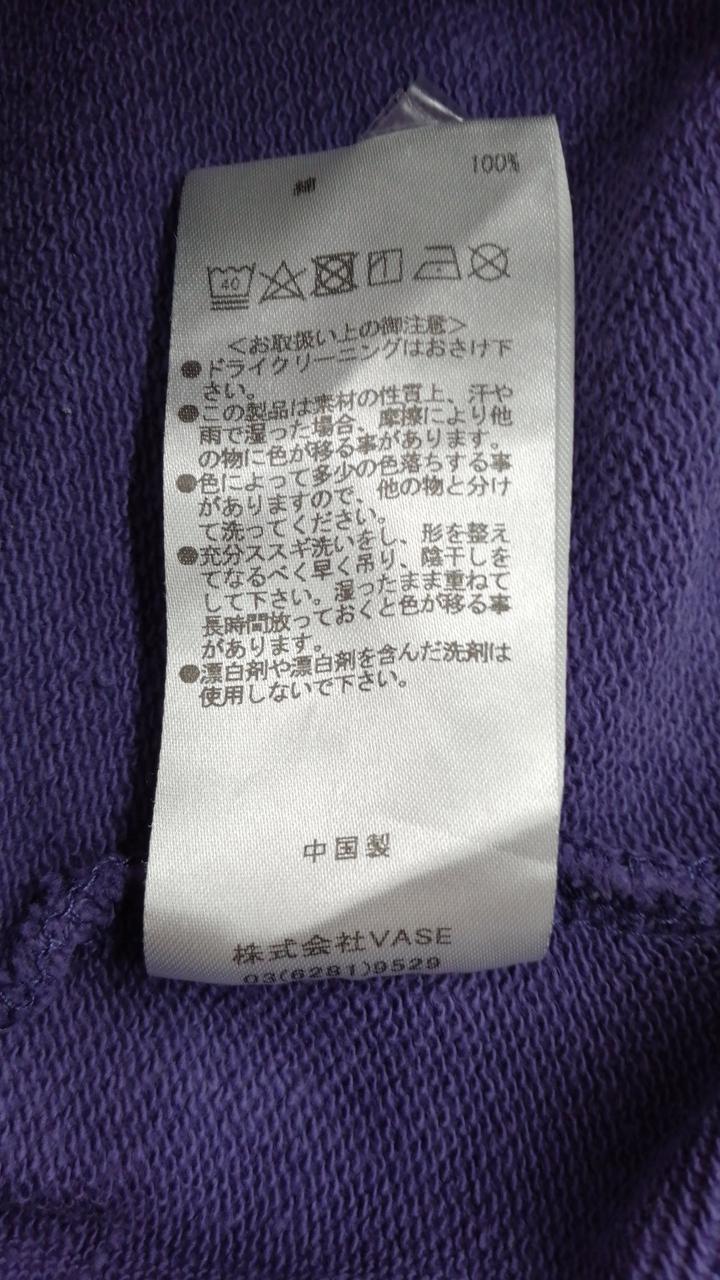 綿 100%
40
<お取扱い上の御注意>
●ドライクリーニングはおさけ下
さい。
●この製品は素材の性質上、汗や
雨で湿った場合、摩擦により他
の物に色が移る事があります。
●色によって多少の色落ちする事
がありますので、他の物と分け
て洗ってください。
●充分ススギ洗いをし、形を整え
てなるべく早く吊り、陰干しを
して下さい。湿ったまま重ねて
長時間放っておくと色が移る事
があります。
●漂白剤や漂白剤を含んだ洗剤は
使用しないで下さい。
中国製
株式会社VASE
03(6281)9529